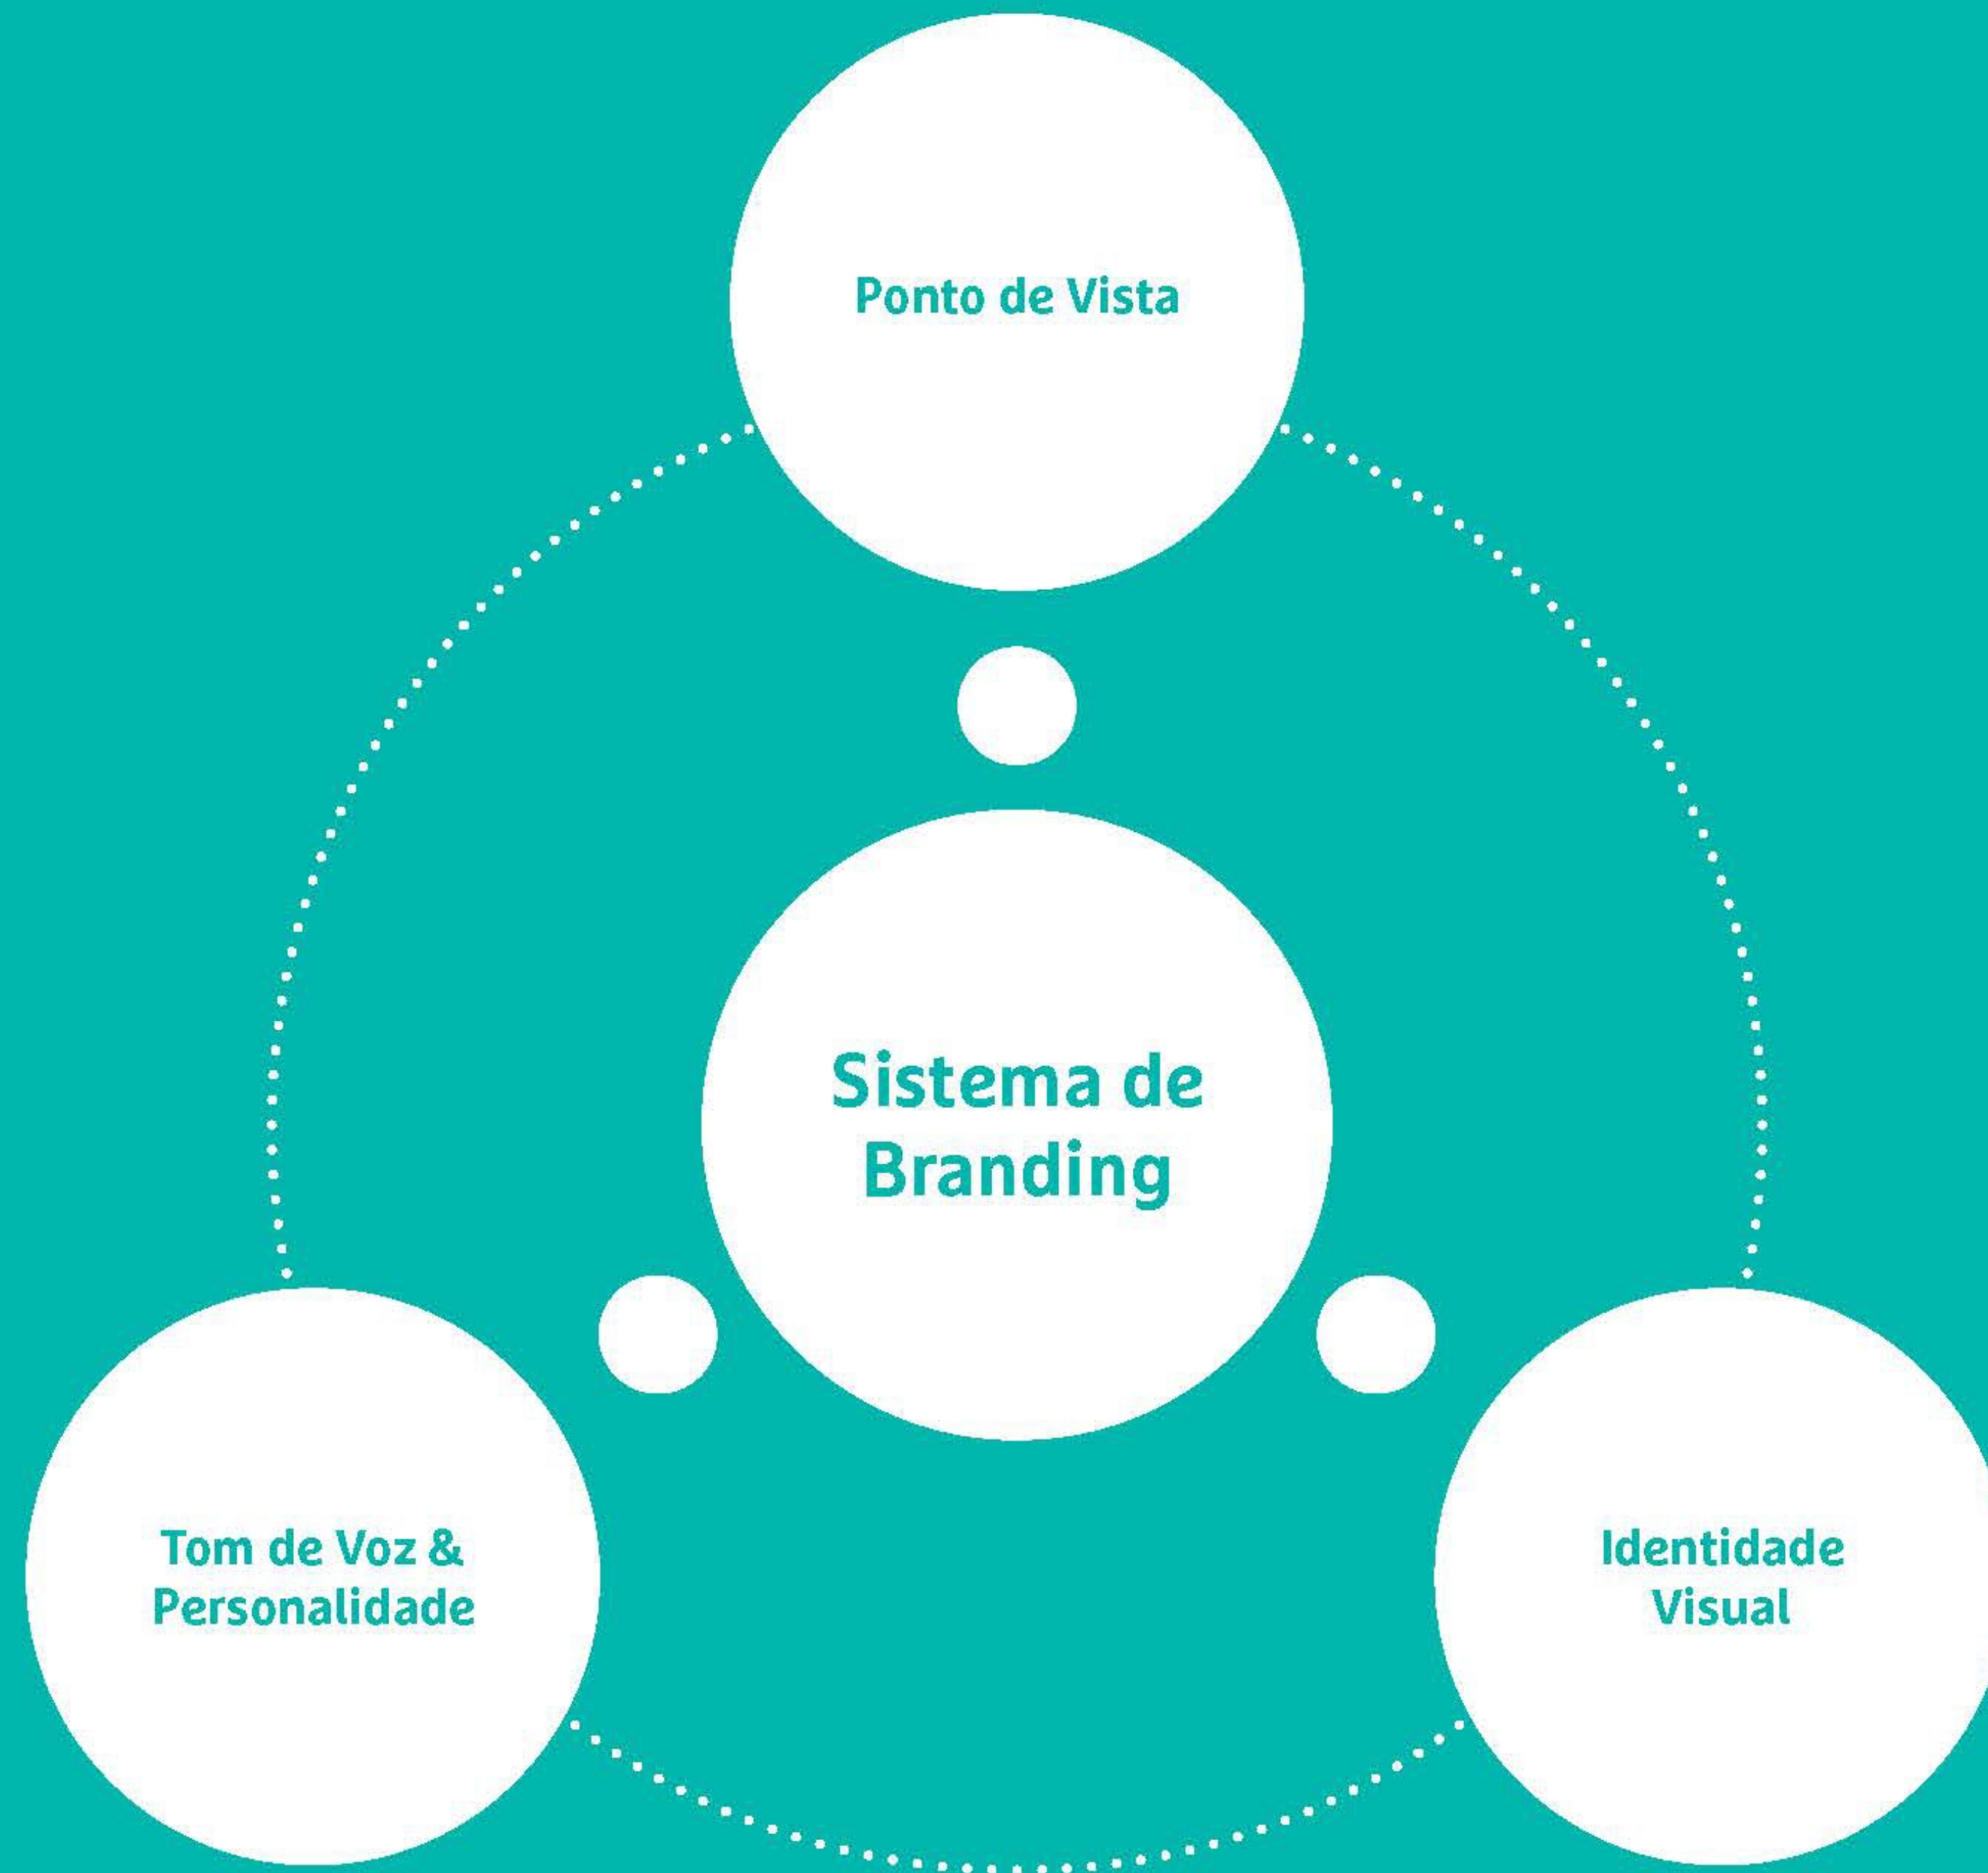 Ponto de Vista
Sistema de
Branding
Tom de Voz &
Personalidade
Identidade
Visual